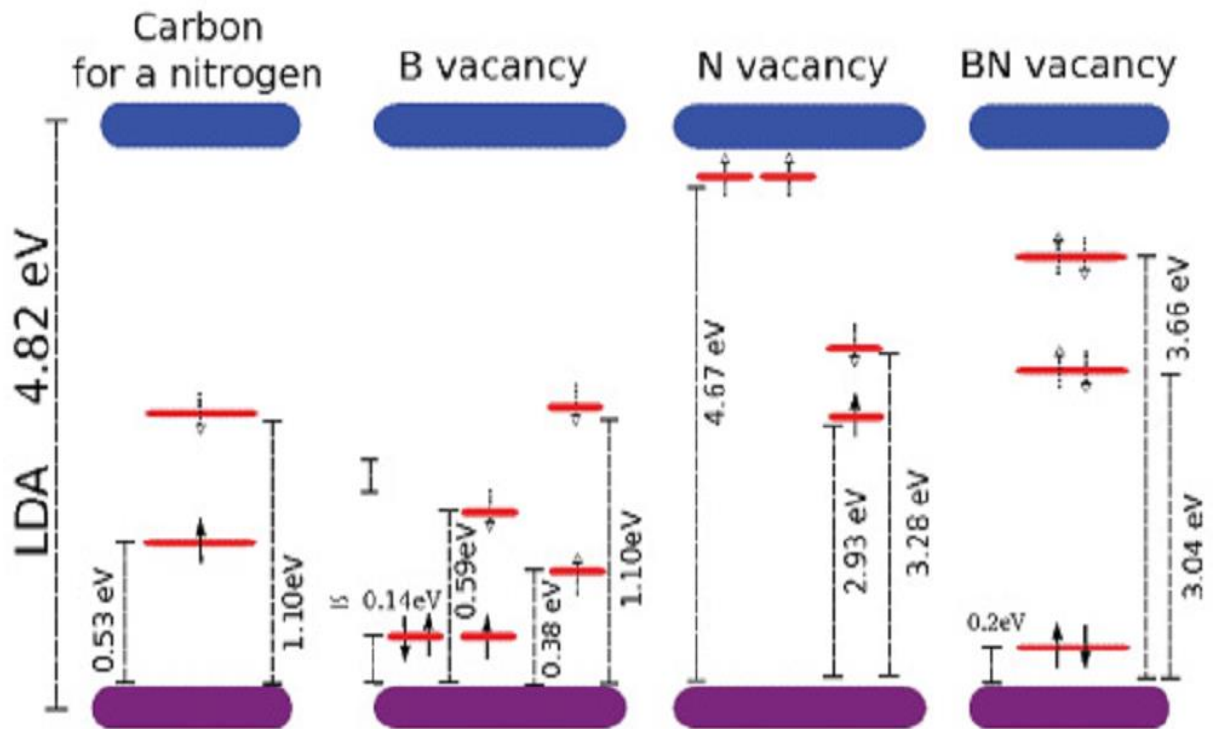 Carbon
for a nitrogen
B vacancy
N vacancy
BN vacancy
LDA 4.82 eV
0.53 eV
1.10eV
0.14eV
0.59eV
0.38 eV
1.10eV
4.67 eV
2.93 eV
3.28 eV
0.2eV
3.66 eV
3.04 eV